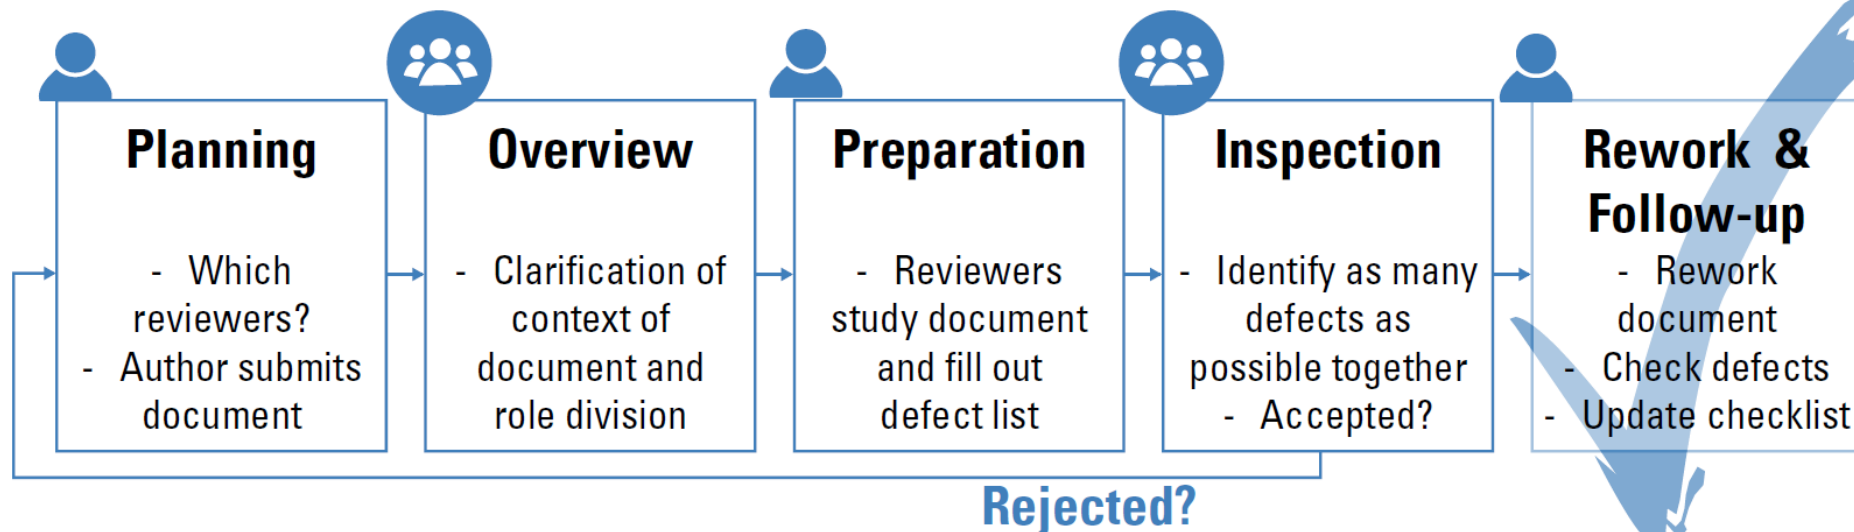 Planning
- Which
reviewers?
- Author submits
document
Overview
- Clarification of
context of
document and
role division
Preparation
- Reviewers
study document
and fill out
defect list
Inspection
- Identify as many
defects as
possible together
- Accepted?
Rework &
Follow-up
- Rework
document
- Check defects
- Update checklist
Rejected?